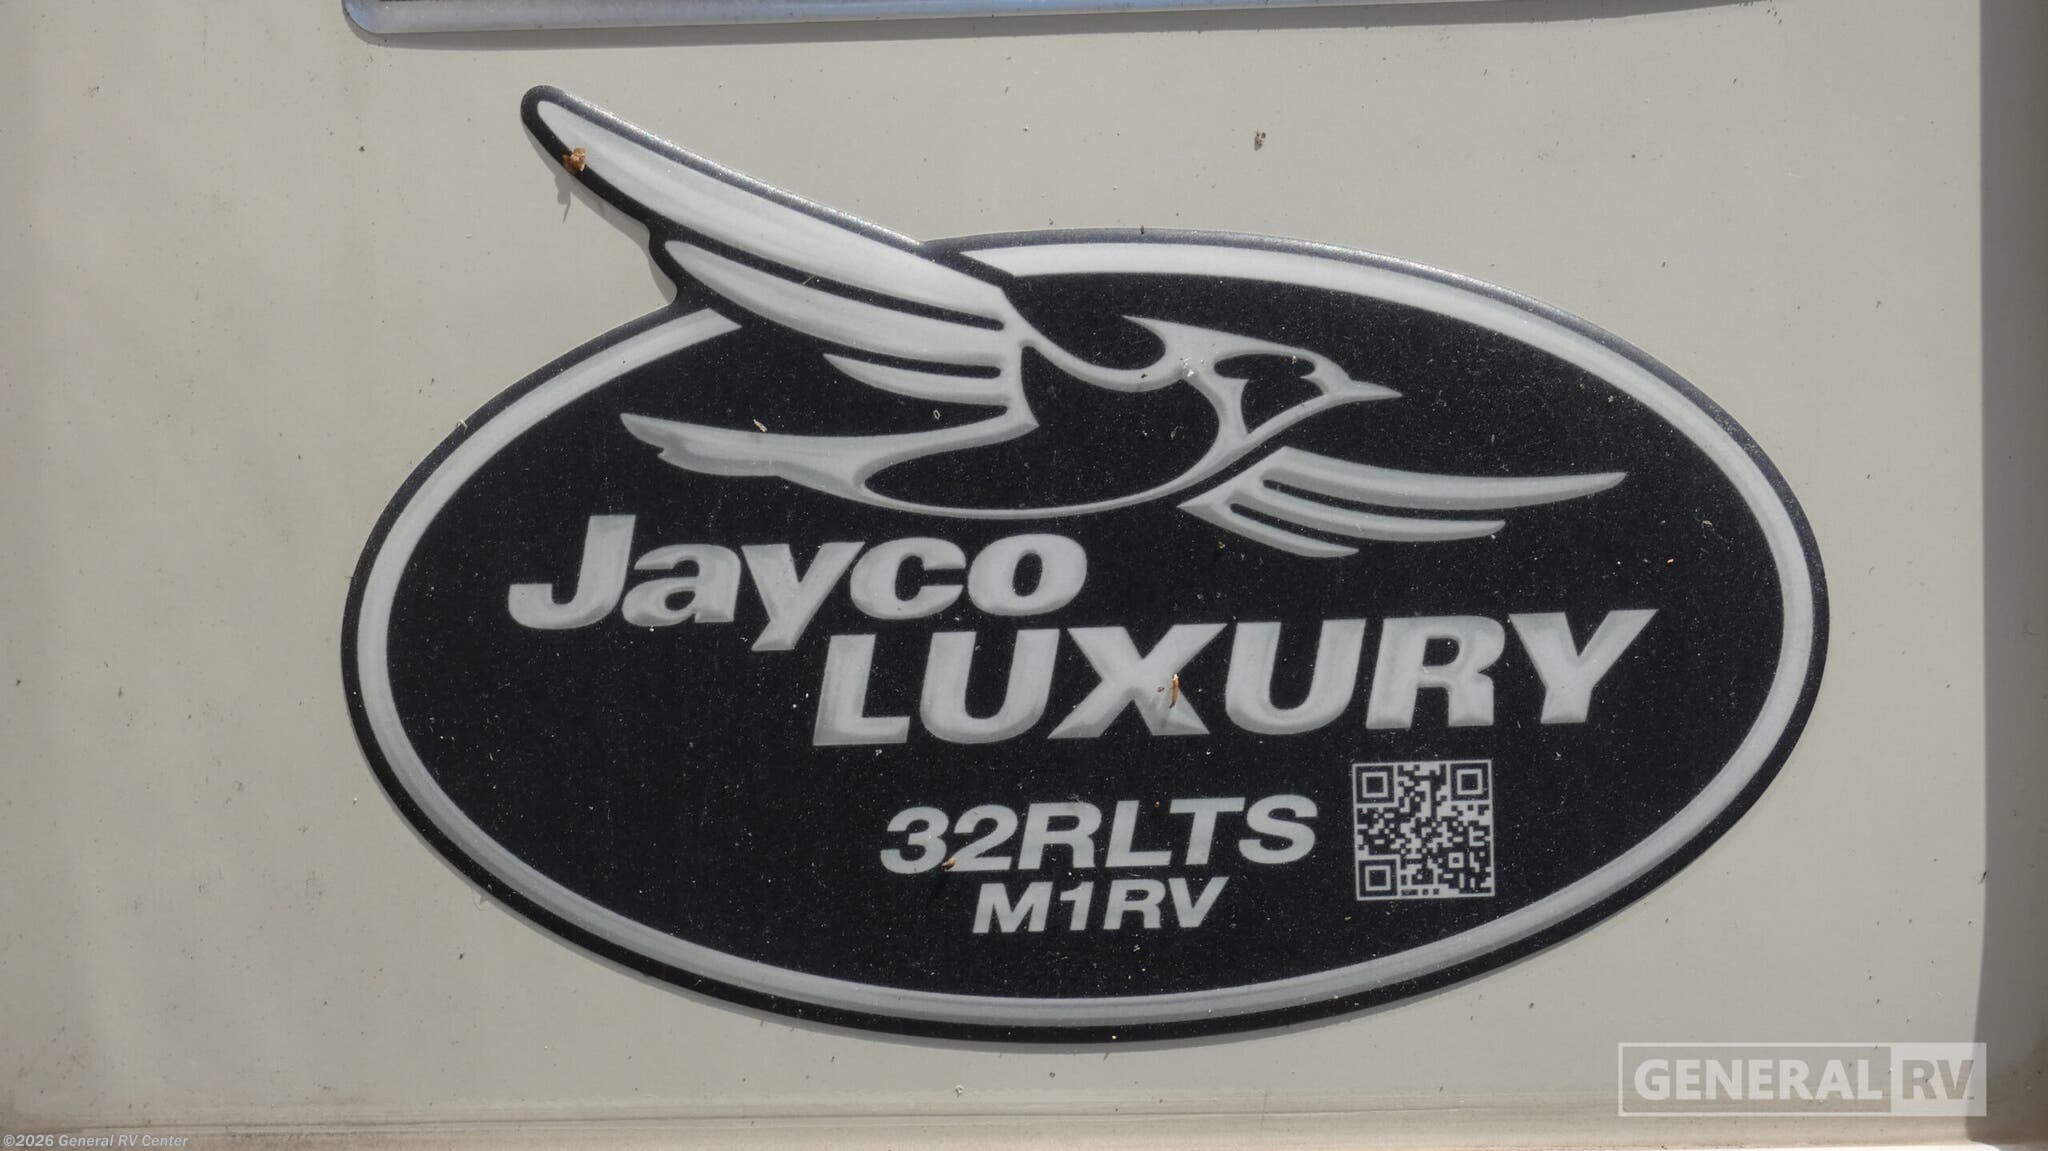 Jayco
LUXURY
32RLTS
M1RV
GENERAL RV
©2026 General RV Center